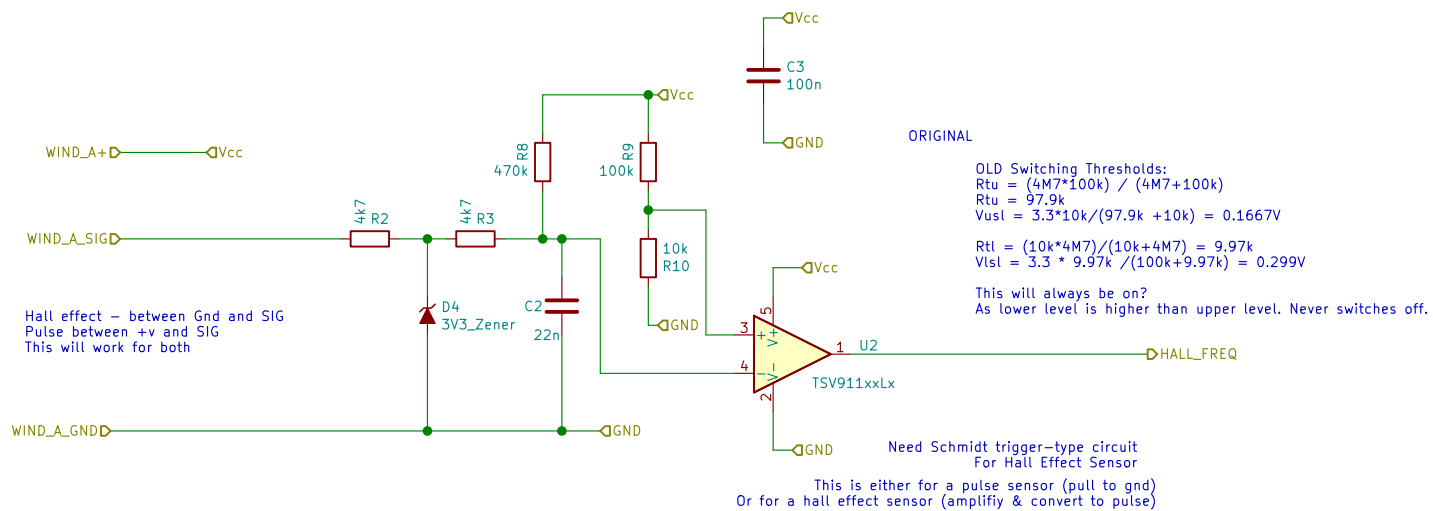 Vcc
C3
100n
GND
Vcc
R8
470k
R9
100k
WIND_A+
Vcc
4k7
R2
4k7
R3
WIND_A_SIG
10k
R10
GND
D4
3V3_Zener
C2
22n
WIND_A_GND
GND
Vcc
5
V+
3
+
4
-
V-
2
1
U2
TSV911xxLx
GND
HALL_FREQ
Hall effect - between Gnd and SIG
Pulse between +v and SIG
This will work for both
ORIGINAL
OLD Switching Thresholds:
Rtu = (4M7*100k) / (4M7+100k)
Rtu = 97.9k
Vusl = 3.3*10k/(97.9k +10k) = 0.1667V
Rtl = (10k*4M7)/(10k+4M7) = 9.97k
Vlsl = 3.3 * 9.97k /(100k+9.97k) = 0.299V
This will always be on?
As lower level is higher than upper level. Never switches off.
Need Schmidt trigger-type circuit
For Hall Effect Sensor
This is either for a pulse sensor (pull to gnd)
Or for a hall effect sensor (amplifiy & convert to pulse)